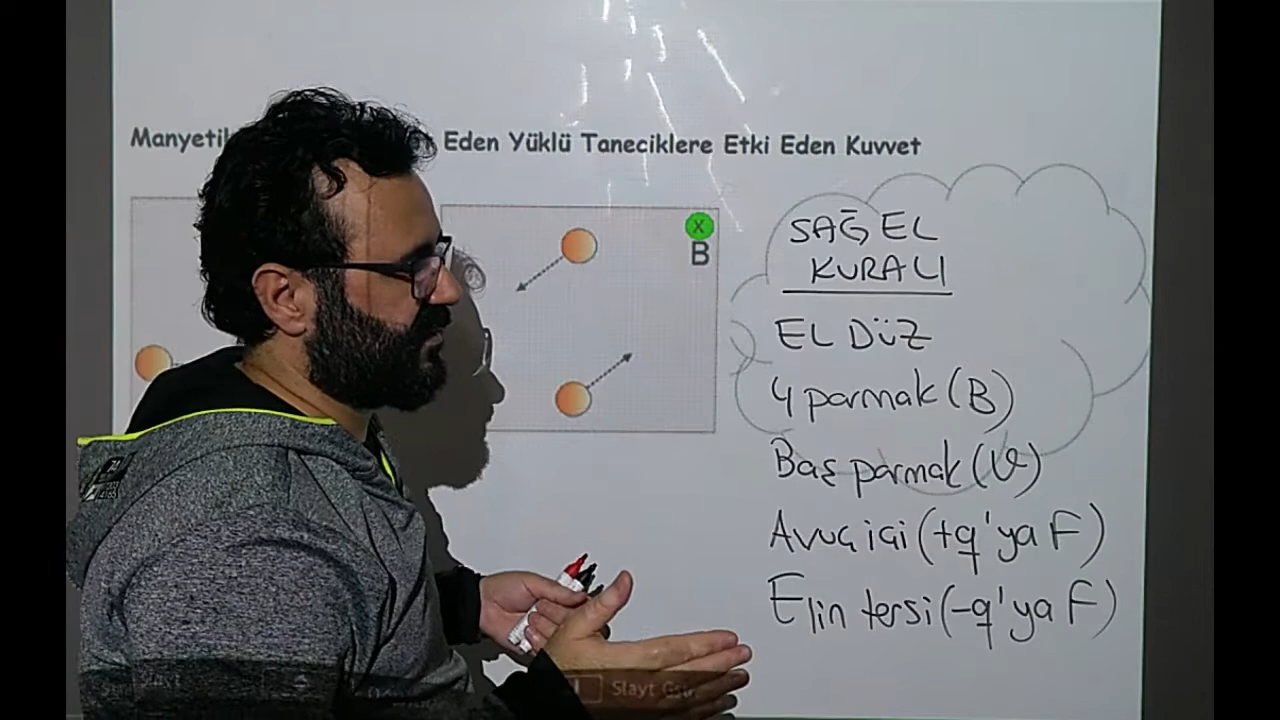 Eden Yüklü Taneciklere Etki Eden Kuvvet
X
B
SAĞ EL
KURALI
EL DÜZ
4 parmak (B)
Baş parmak (V)
Avuç içi (+q'ya F)
Elin tersi (-q'ya F)
Slayt